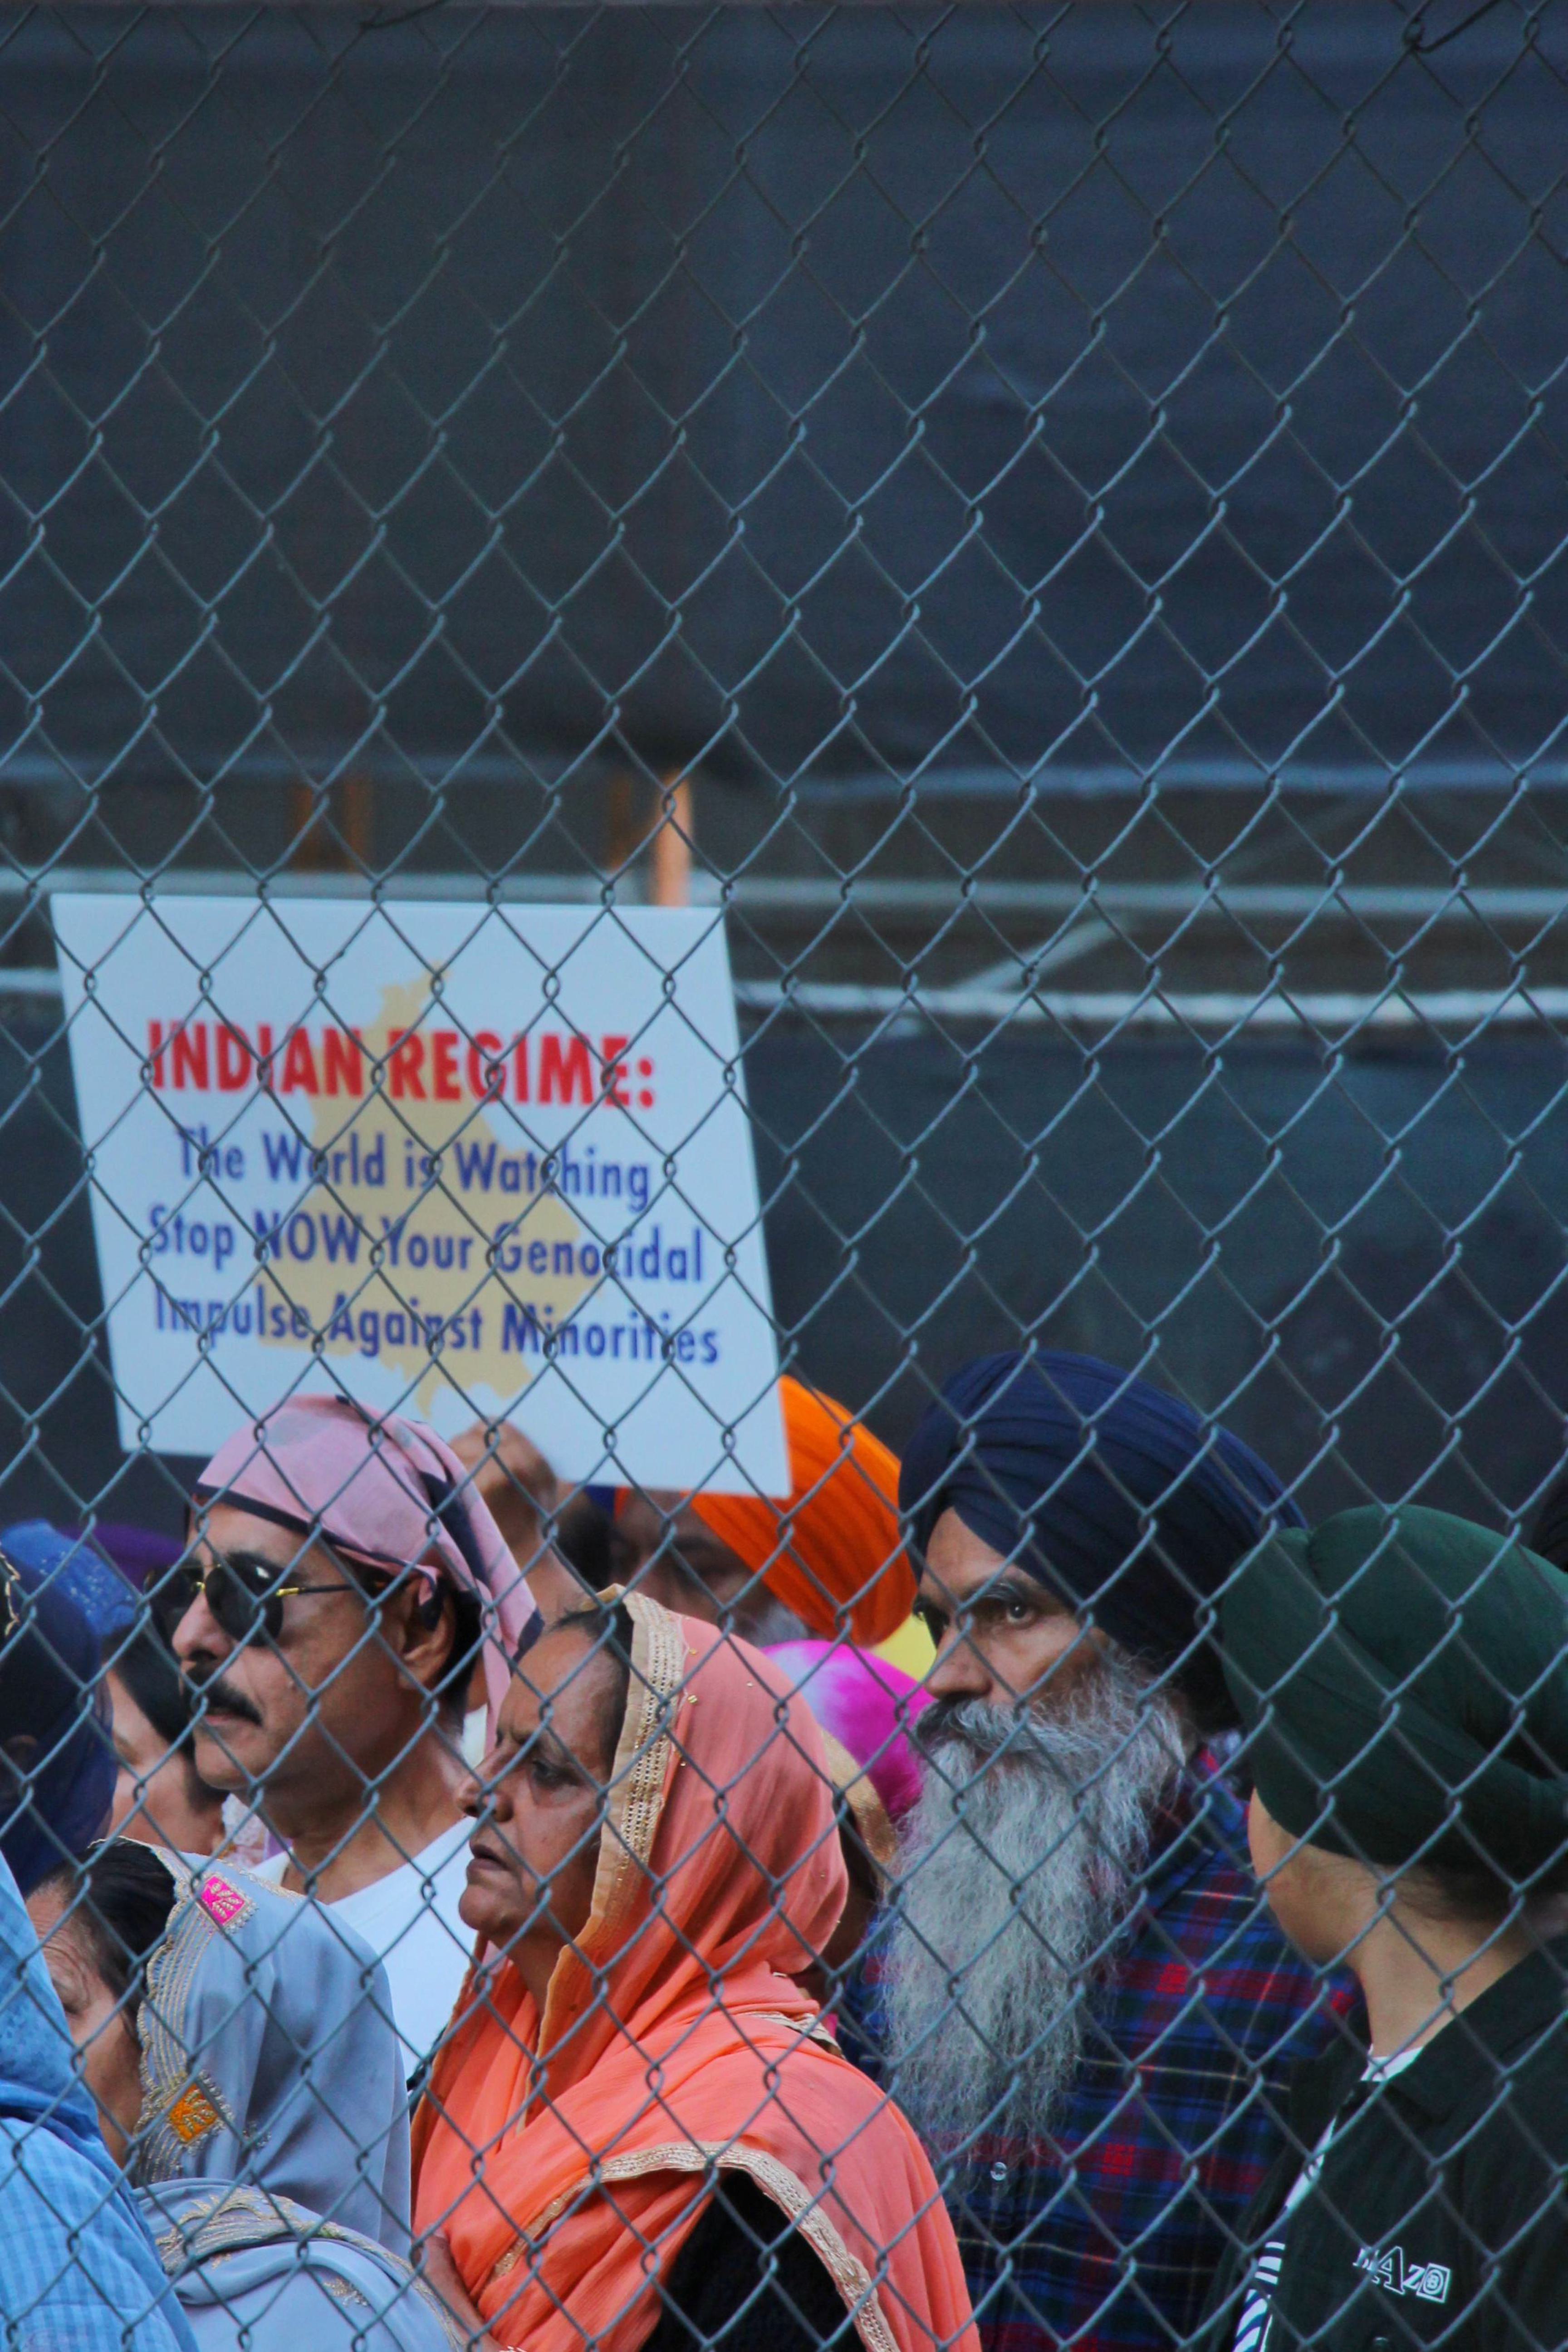 INDIAN REGIME:
The World is Watching
Stop NOW Your Genocidal
Impulse Against Minorities